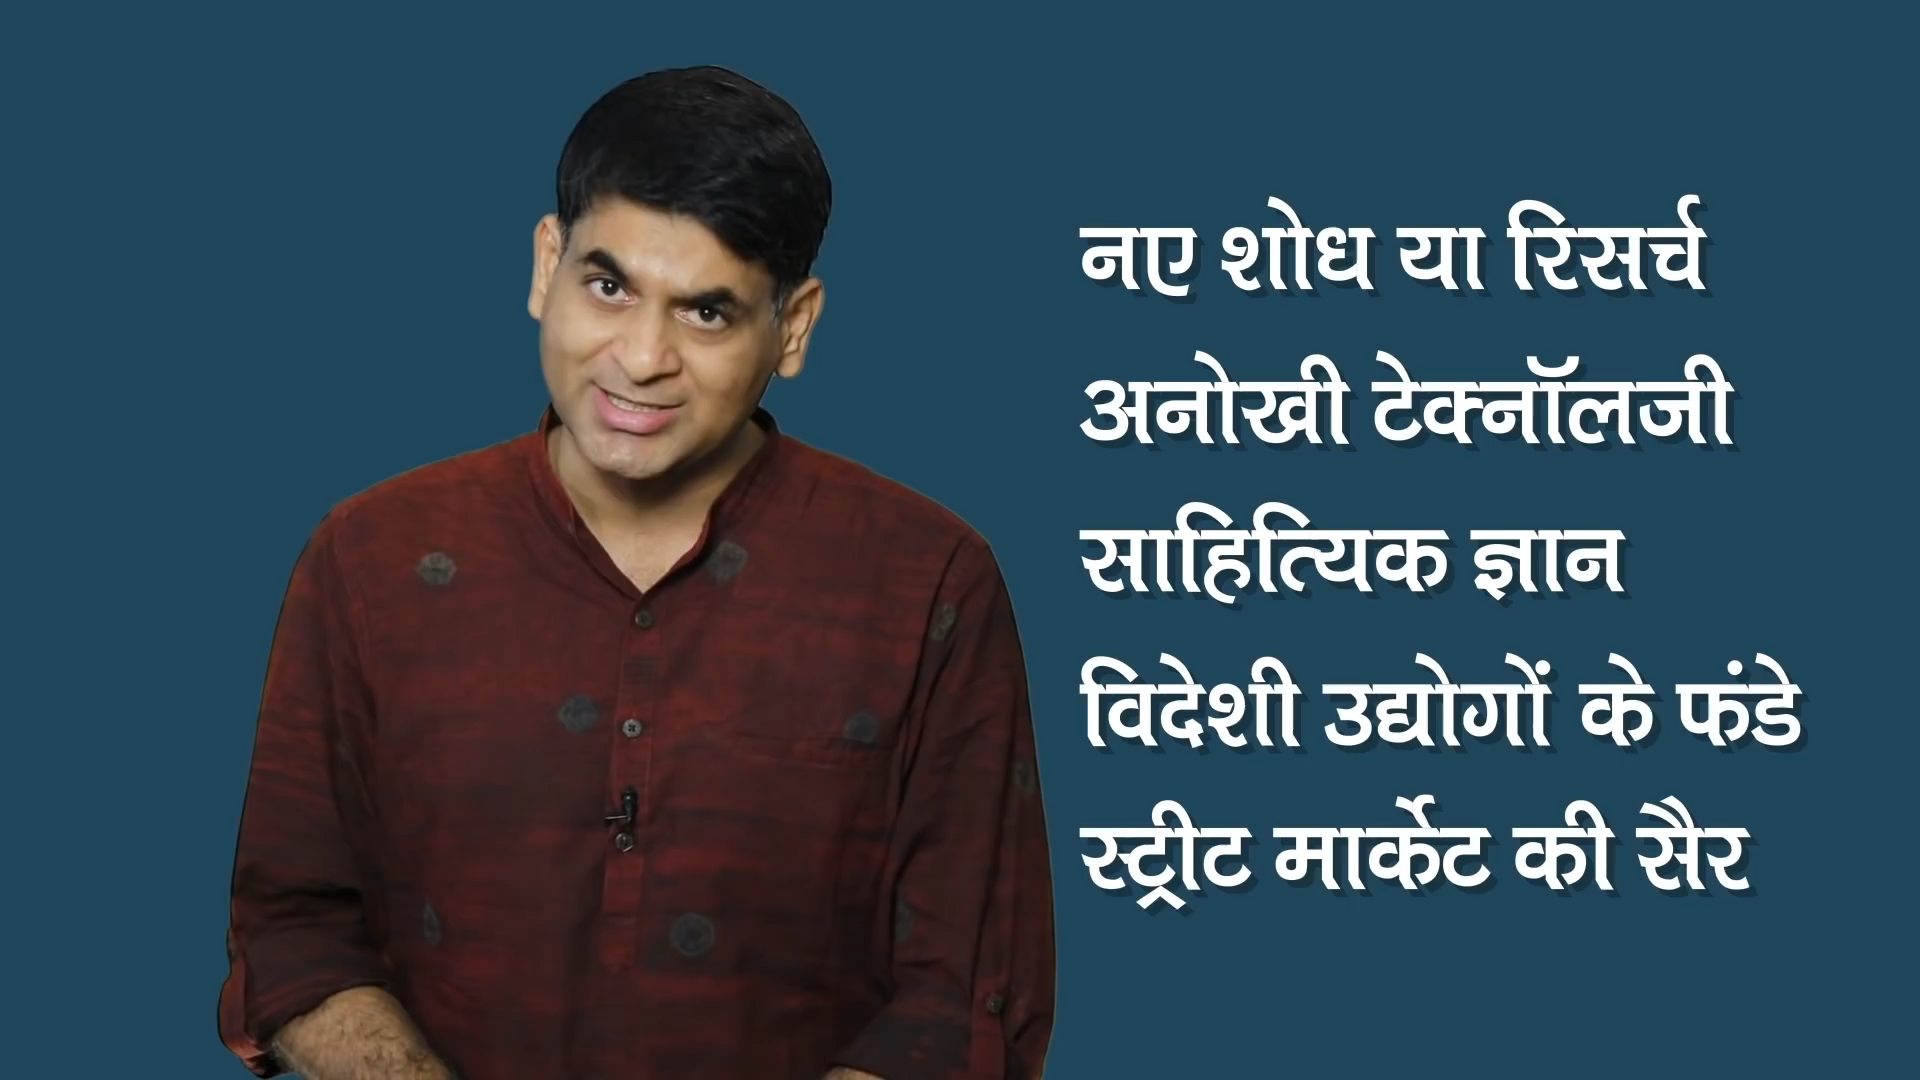 नए शोध या रिसर्च
अनोखी टेक्नॉलजी
साहित्यिक ज्ञान
विदेशी उद्योगों के फंडे
स्ट्रीट मार्केट की सैर